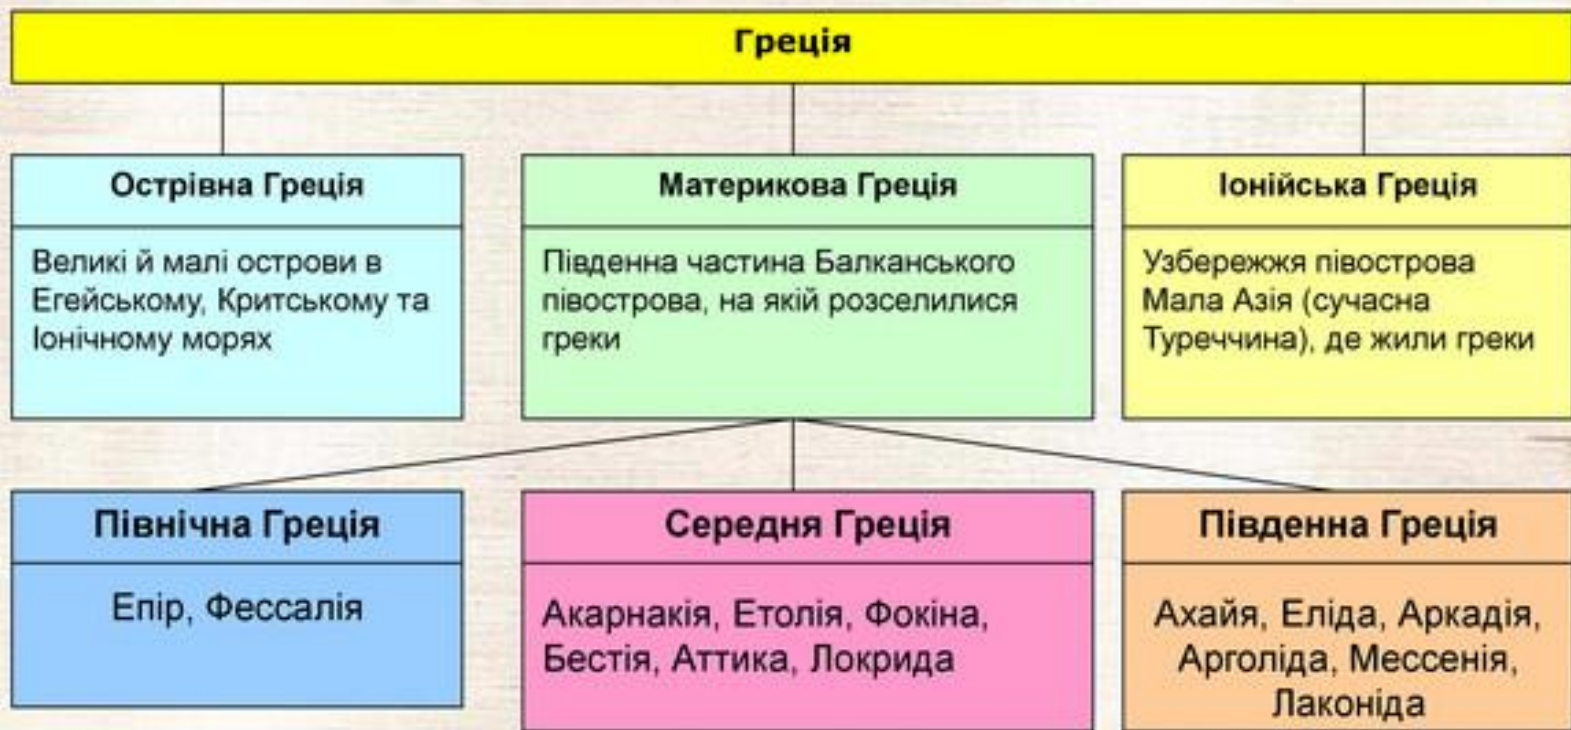 Греція
Острівна Греція
Великі й малі острови в
Егейському, Критському та
Іонічному морях
Материкова Греція
Південна частина Балканського
півострова, на якій розселилися
греки
Іонійська Греція
Узбережжя півострова
Мала Азія (сучасна
Туреччина), де жили греки
Північна Греція
Епір, Фессалія
Середня Греція
Акарнакія, Етолія, Фокіна,
Бестія, Аттика, Локрида
Південна Греція
Ахайя, Еліда, Аркадія,
Арголіда, Мессенія,
Лаконіда